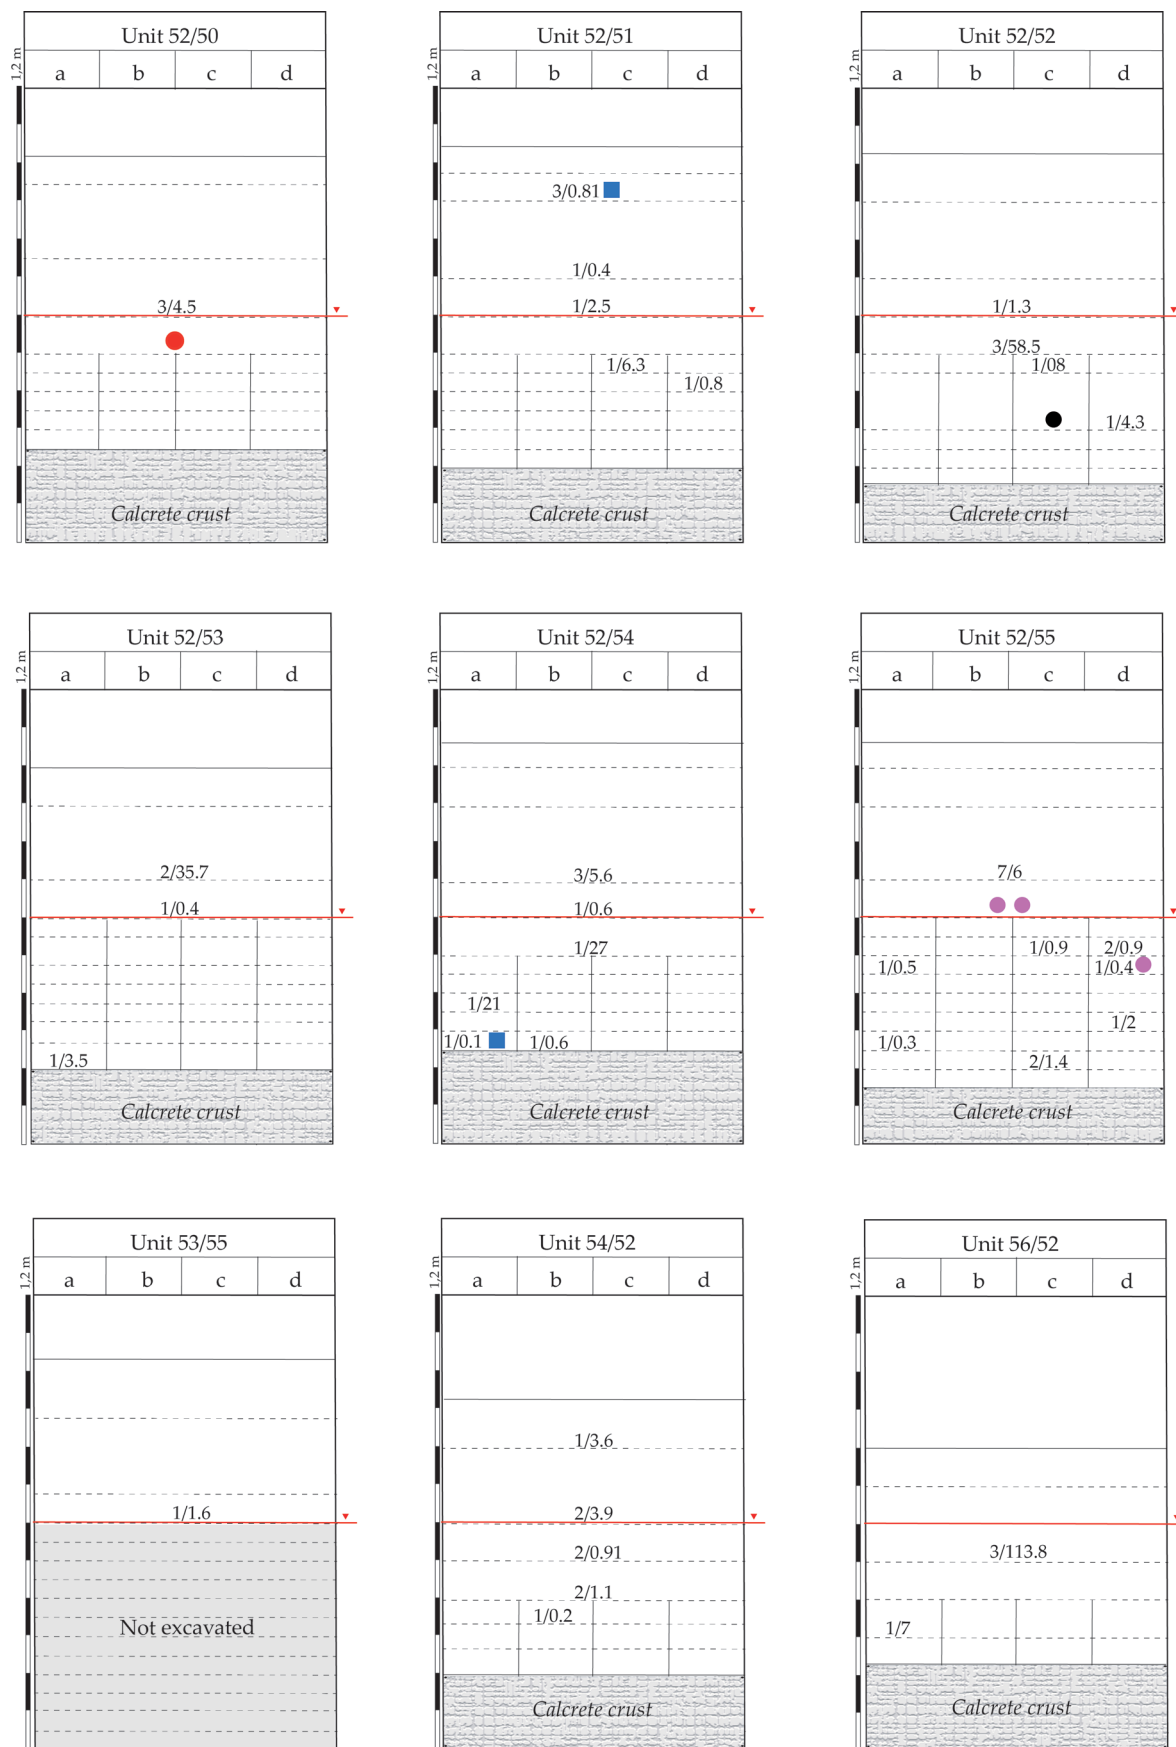 Unit 52/50
1,2 m
a b c d
3/4.5
Calcrete crust
Unit 52/51
1,2 m
a b c d
3/0.81
1/0.4
1/2.5
1/6.3
1/0.8
Calcrete crust
Unit 52/52
1,2 m
a b c d
1/1.3
3/58.5
1/08
1/4.3
Calcrete crust
Unit 52/53
1,2 m
a b c d
2/35.7
1/0.4
1/3.5
Calcrete crust
Unit 52/54
1,2 m
a b c d
3/5.6
1/0.6
1/27
1/21
1/0.1 1/0.6
Calcrete crust
Unit 52/55
1,2 m
a b c d
7/6
1/0.9 2/0.9
1/0.5 1/0.4
1/2
1/0.3
2/1.4
Calcrete crust
Unit 53/55
1,2 m
a b c d
1/1.6
Not excavated
Unit 54/52
1,2 m
a b c d
1/3.6
2/3.9
2/0.91
2/1.1
1/0.2
Calcrete crust
Unit 56/52
1,2 m
a b c d
3/113.8
1/7
Calcrete crust